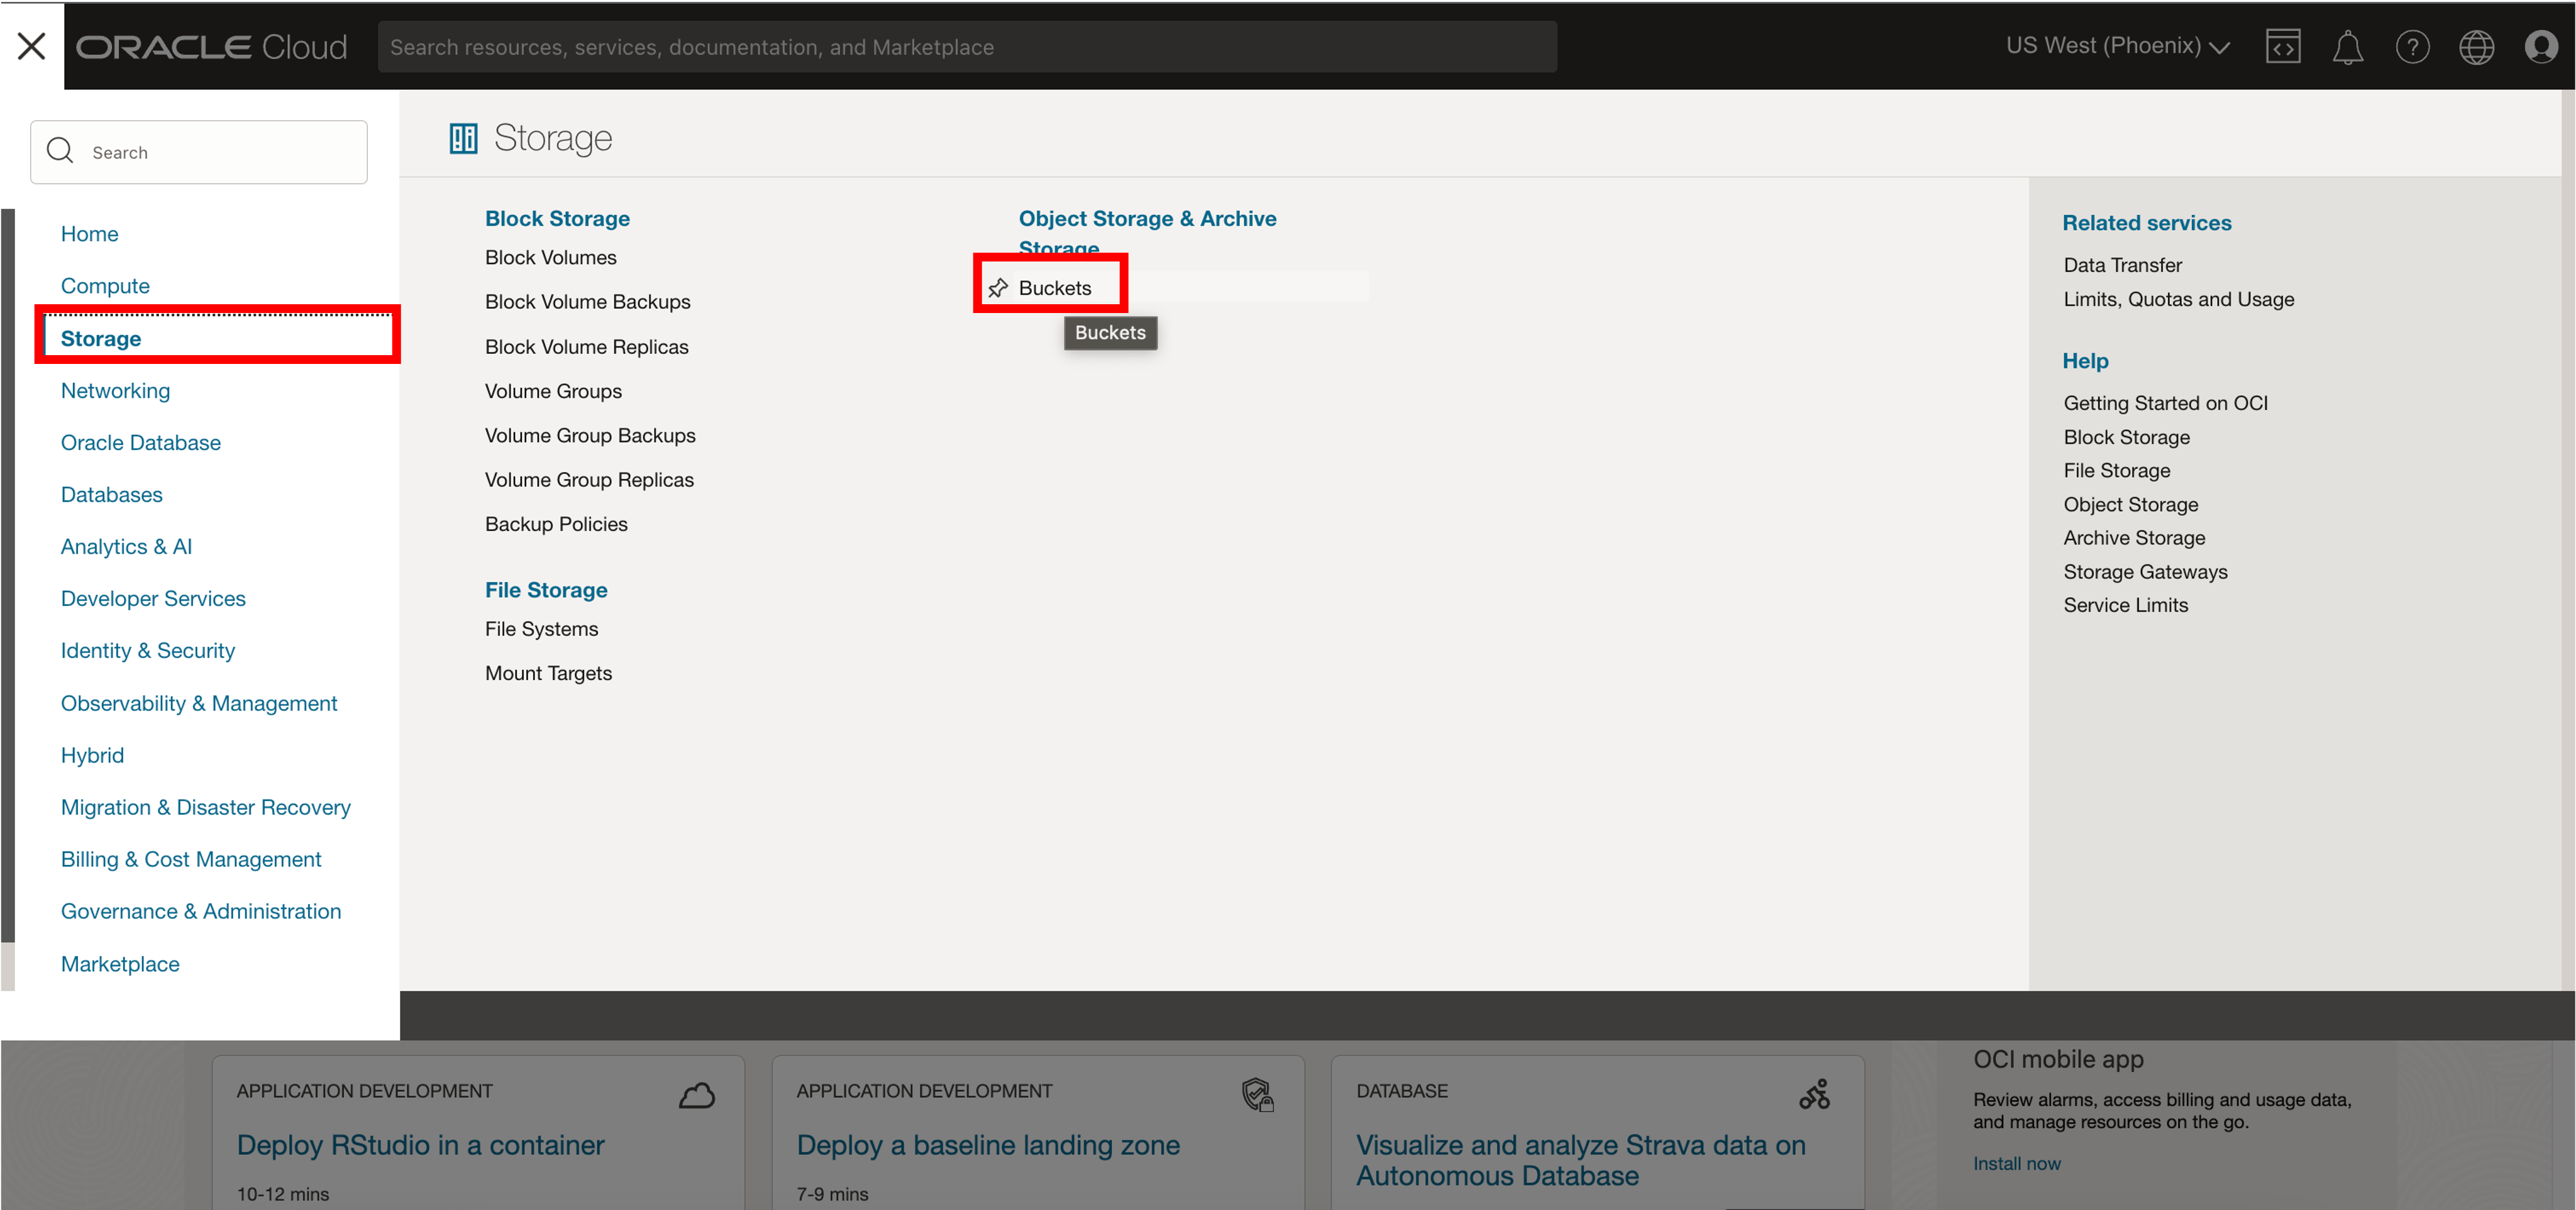 ORACLE Cloud
Search resources, services, documentation, and Marketplace
US West (Phoenix)
Search
Home
Compute
Storage
Networking
Oracle Database
Databases
Analytics & AI
Developer Services
Identity & Security
Observability & Management
Hybrid
Migration & Disaster Recovery
Billing & Cost Management
Governance & Administration
Marketplace
Storage
Block Storage
Block Volumes
Block Volume Backups
Block Volume Replicas
Volume Groups
Volume Group Backups
Volume Group Replicas
Backup Policies
File Storage
File Systems
Mount Targets
Object Storage & Archive
Storage
Buckets
Buckets
Related services
Data Transfer
Limits, Quotas and Usage
Help
Getting Started on OCI
Block Storage
File Storage
Object Storage
Archive Storage
Storage Gateways
Service Limits
APPLICATION DEVELOPMENT
Deploy RStudio in a container
10-12 mins
APPLICATION DEVELOPMENT
Deploy a baseline landing zone
7-9 mins
DATABASE
Visualize and analyze Strava data on
Autonomous Database
OCI mobile app
Review alarms, access billing and usage data,
and manage resources on the go.
Install now